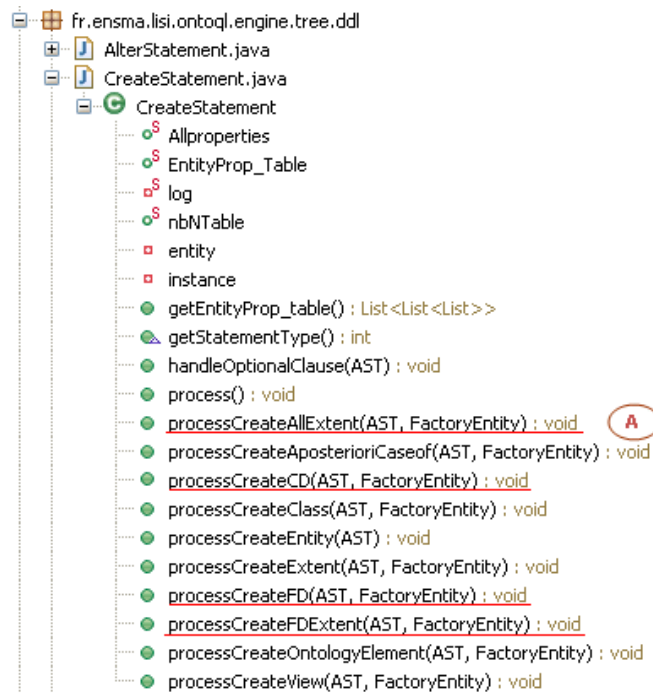 fr.ensma.lisi.ontoql.engine.tree.ddl
AlterStatement.java
CreateStatement.java
CreateStatement
Allproperties
EntityProp_Table
log
nbNTable
entity
instance
getEntityProp_table() : List<List<List>>
getStatementType() : int
handleOptionalClause(AST) : void
process() : void
processCreateAllExtent(AST, FactoryEntity) : void A
processCreateAposterioriCaseof(AST, FactoryEntity) : void
processCreateCD(AST, FactoryEntity) : void
processCreateClass(AST, FactoryEntity) : void
processCreateEntity(AST) : void
processCreateExtent(AST, FactoryEntity) : void
processCreateFD(AST, FactoryEntity) : void
processCreateFDExtent(AST, FactoryEntity) : void
processCreateOntologyElement(AST, FactoryEntity) : void
processCreateView(AST, FactoryEntity) : void